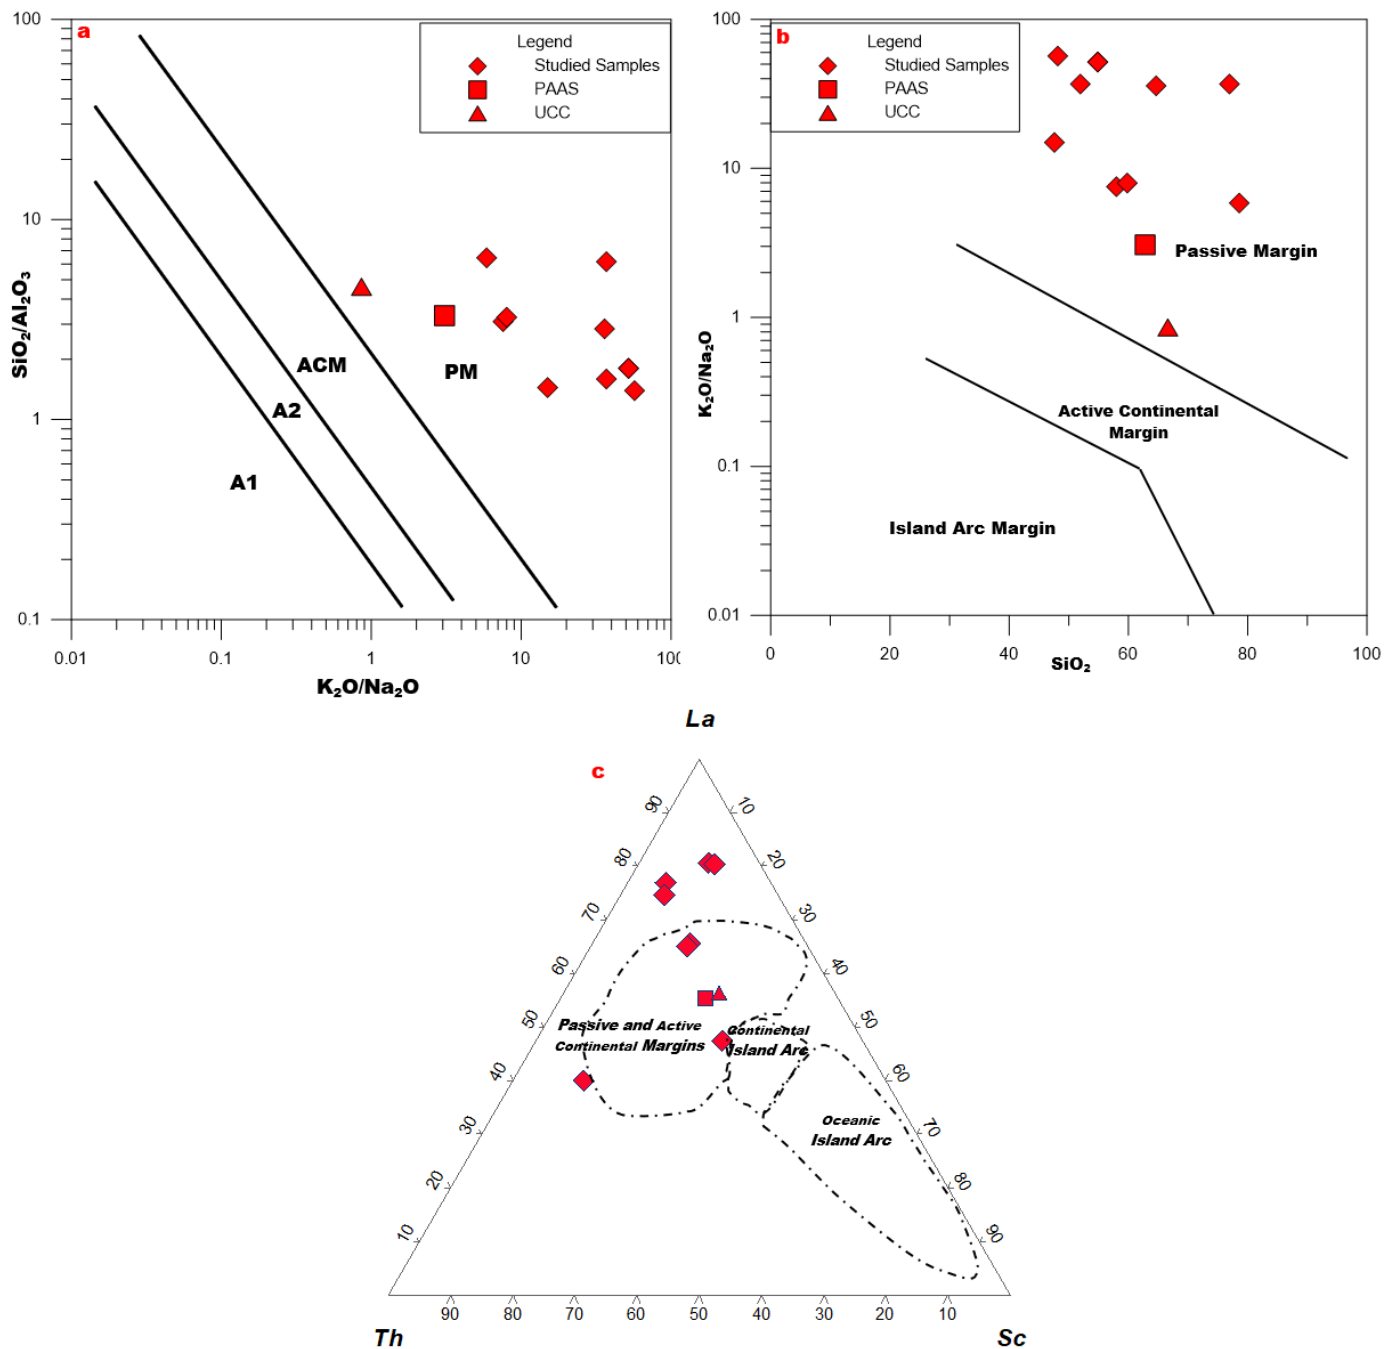 a
Legend
Studied Samples
PAAS
UCC
100
10
1
0.1
SiO₂/Al₂O₃
ACM
PM
A2
A1
0.01
0.1
1
10
100
K₂O/Na₂O
b
Legend
Studied Samples
PAAS
UCC
100
10
1
0.1
0.01
K₂O/Na₂O
Passive Margin
Active Continental
Margin
Island Arc Margin
0
20
40
60
80
100
SiO₂
c
La
90
80
70
60
50
40
30
20
10
10
20
30
40
50
60
70
80
90
Passive and Active
Continental Margins
Continental
Island Arc
Oceanic
Island Arc
90
80
70
60
50
40
30
20
10
Th
Sc